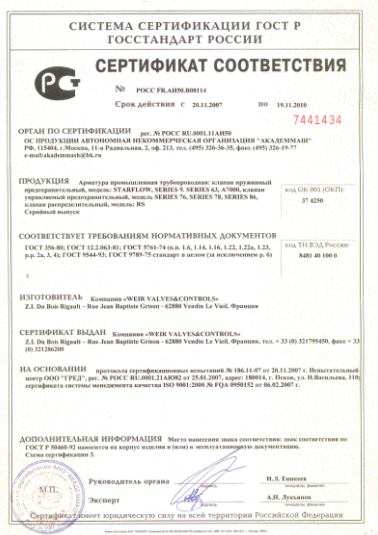 СИСТЕМА СЕРТИФИКАЦИИ ГОСТ Р
ГОССТАНДАРТ РОССИИ
СЕРТИФИКАТ СООТВЕТСТВИЯ
№ РОСС FR.АЯ50.В08114
Срок действия с 20.11.2007 по 19.11.2010
7441434
ОРГАН ПО СЕРТИФИКАЦИИ рег. № РОСС RU.0001.11АЯ50
ОС ПРОДУКЦИИ АВТОНОМНАЯ НЕКОММЕРЧЕСКАЯ ОРГАНИЗАЦИЯ "АКАДЕММАШ"
РФ, 115404, г.Москва, 11-я Радиальная, 2, оф. 213, тел. (495) 326-36-35, факс (495) 326-19-77
e-mail:akademmash@bk.ru
ПРОДУКЦИЯ Арматура промышленная трубопроводная: клапан пружинный
предохранительный, модель: STARFLOW, SERIES 9. SERIES 63, A7000, клапан
управляемый предохранительный, модель SERIES 76, SERIES 78, SERIES 86,
клапан распределительный, модель: RS
Серийный выпуск
код ОК 005 (ОКП):
37 4250
СООТВЕТСТВУЕТ ТРЕБОВАНИЯМ НОРМАТИВНЫХ ДОКУМЕНТОВ
ГОСТ 356-80; ГОСТ 12.2.063-81; ГОСТ 5761-74 (п.п. 1.6, 1.14, 1.16, 1.22, 1.22а, 1.23,
р.р. 2а, 3, 4); ГОСТ 9544-93; ГОСТ 9789-75 стандарт в целом (за исключением р. 6)
код ТН ВЭД России:
8481 40 100 0
ИЗГОТОВИТЕЛЬ Компания «WEIR VALVES&CONTROLS»
Z.I. Du Bois Rigault – Rue Jean Baptiste Grison - 62880 Vendin Le Vieil, Франция
СЕРТИФИКАТ ВЫДАН Компания «WEIR VALVES&CONTROLS»
Z.I. Du Bois Rigault – Rue Jean Baptiste Grison - 62880 Vendin Le Vieil, Франция, тел. + 33 (0) 321795450, факс + 33
(0) 321286200
НА ОСНОВАНИИ протокола сертификационных испытаний № 186.11-07 от 20.11.2007 г. Испытательный
центр ООО "ТРЕД", рег. № РОСС RU.0001.21АЮ02 от 25.01.2007, адрес: 180014, г. Псков, ул. Н.Васильева, 110;
сертификата системы менеджмента качества ISO 9001:2000 № FQA 0950152 от 06.02.2007 г.
ДОПОЛНИТЕЛЬНАЯ ИНФОРМАЦИЯ Место нанесения знака соответствия: знак соответствия по
ГОСТ Р 50460-92 наносится на корпус изделия и (или) в эксплуатационную документацию.
Схема сертификации 3.
М.П.
Руководитель органа И.Л. Еникеев
Эксперт А.Н. Лукьянов
Сертификат имеет юридическую силу на всей территории Российской Федерации